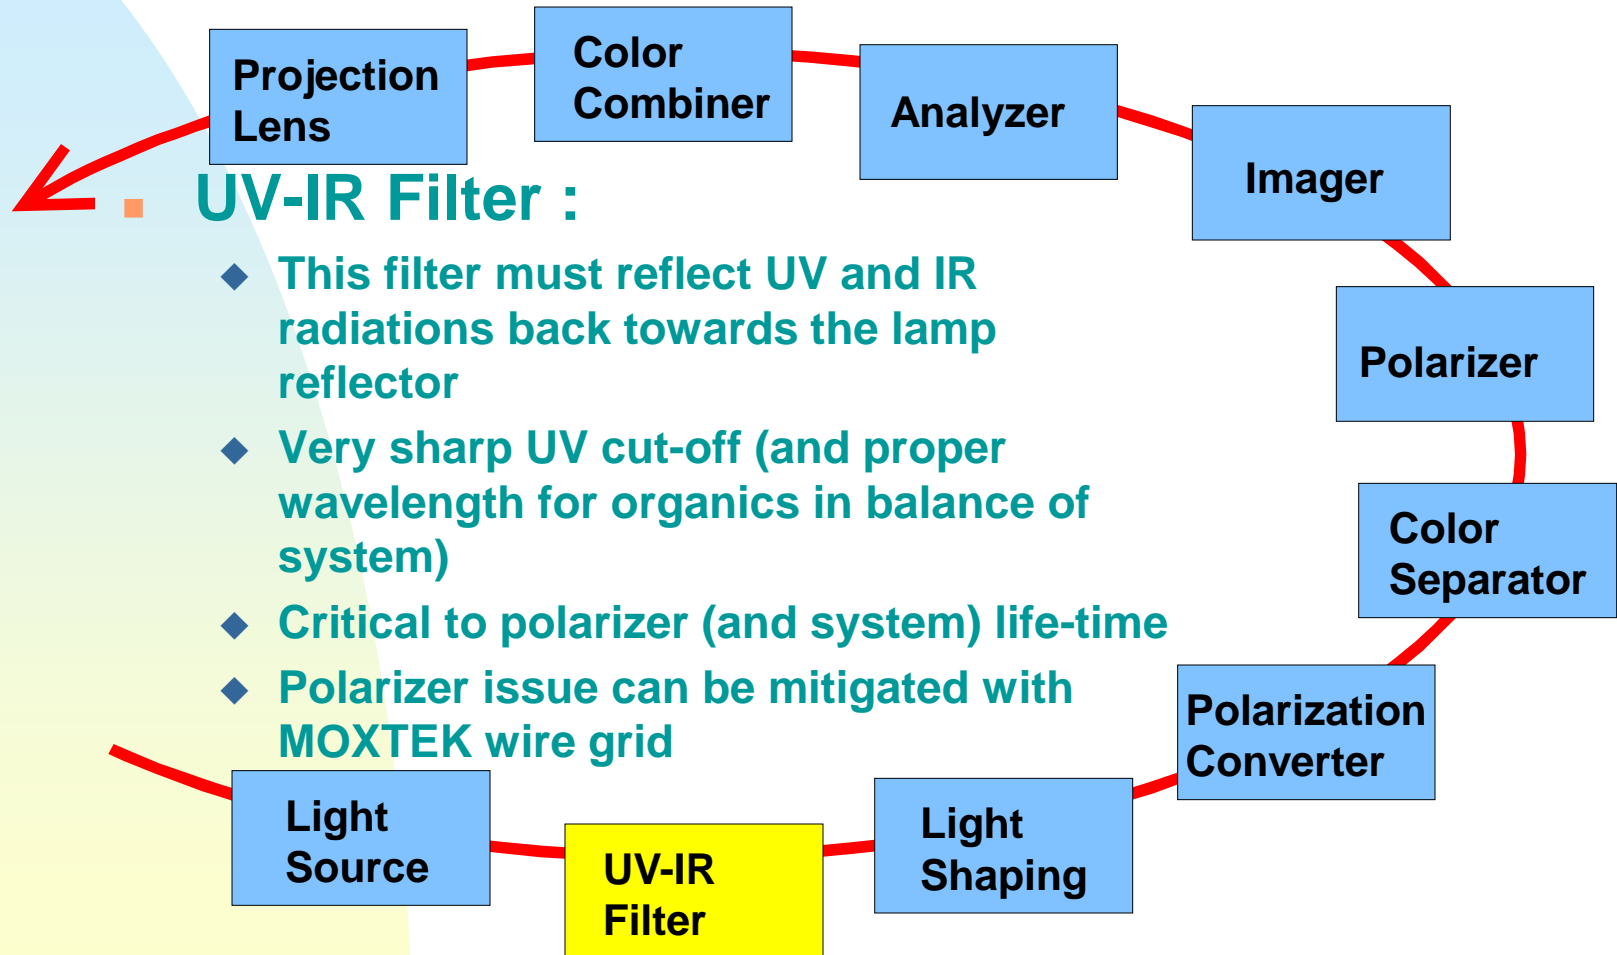 Projection
Lens
Color
Combiner
Analyzer
Imager
Polarizer
Color
Separator
Polarization
Converter
Light
Shaping
UV-IR
Filter
Light
Source
UV-IR Filter :
This filter must reflect UV and IR
radiations back towards the lamp
reflector
Very sharp UV cut-off (and proper
wavelength for organics in balance of
system)
Critical to polarizer (and system) life-time
Polarizer issue can be mitigated with
MOXTEK wire grid